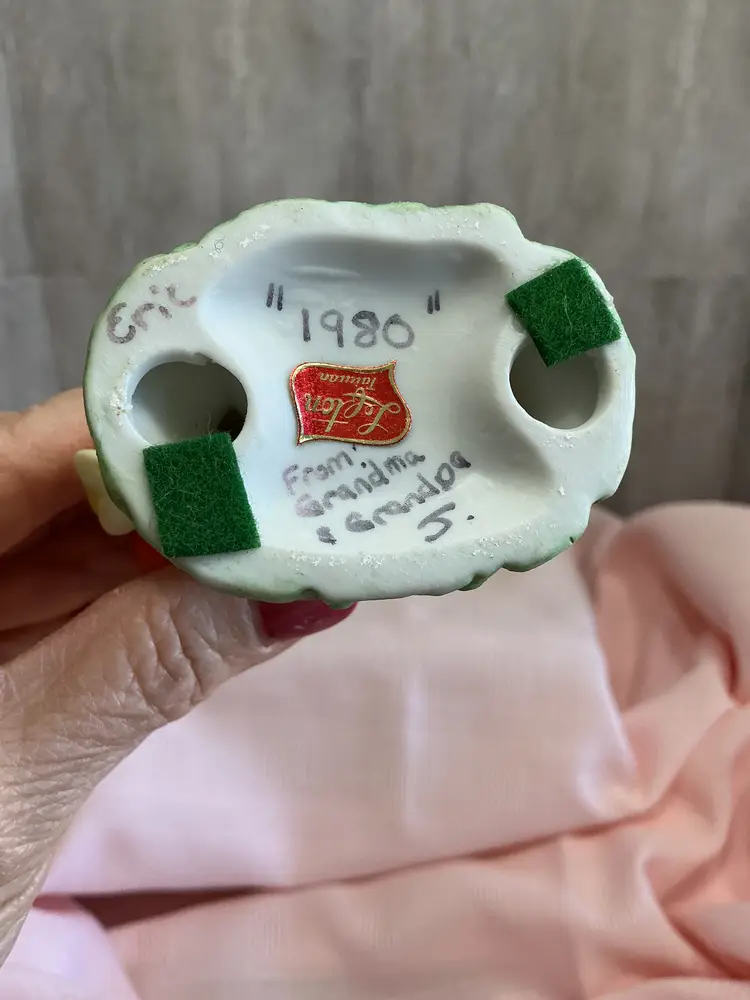 Eric
"1980"
Lefton
Taiwan
From
Grandma
& Grandpa
J.